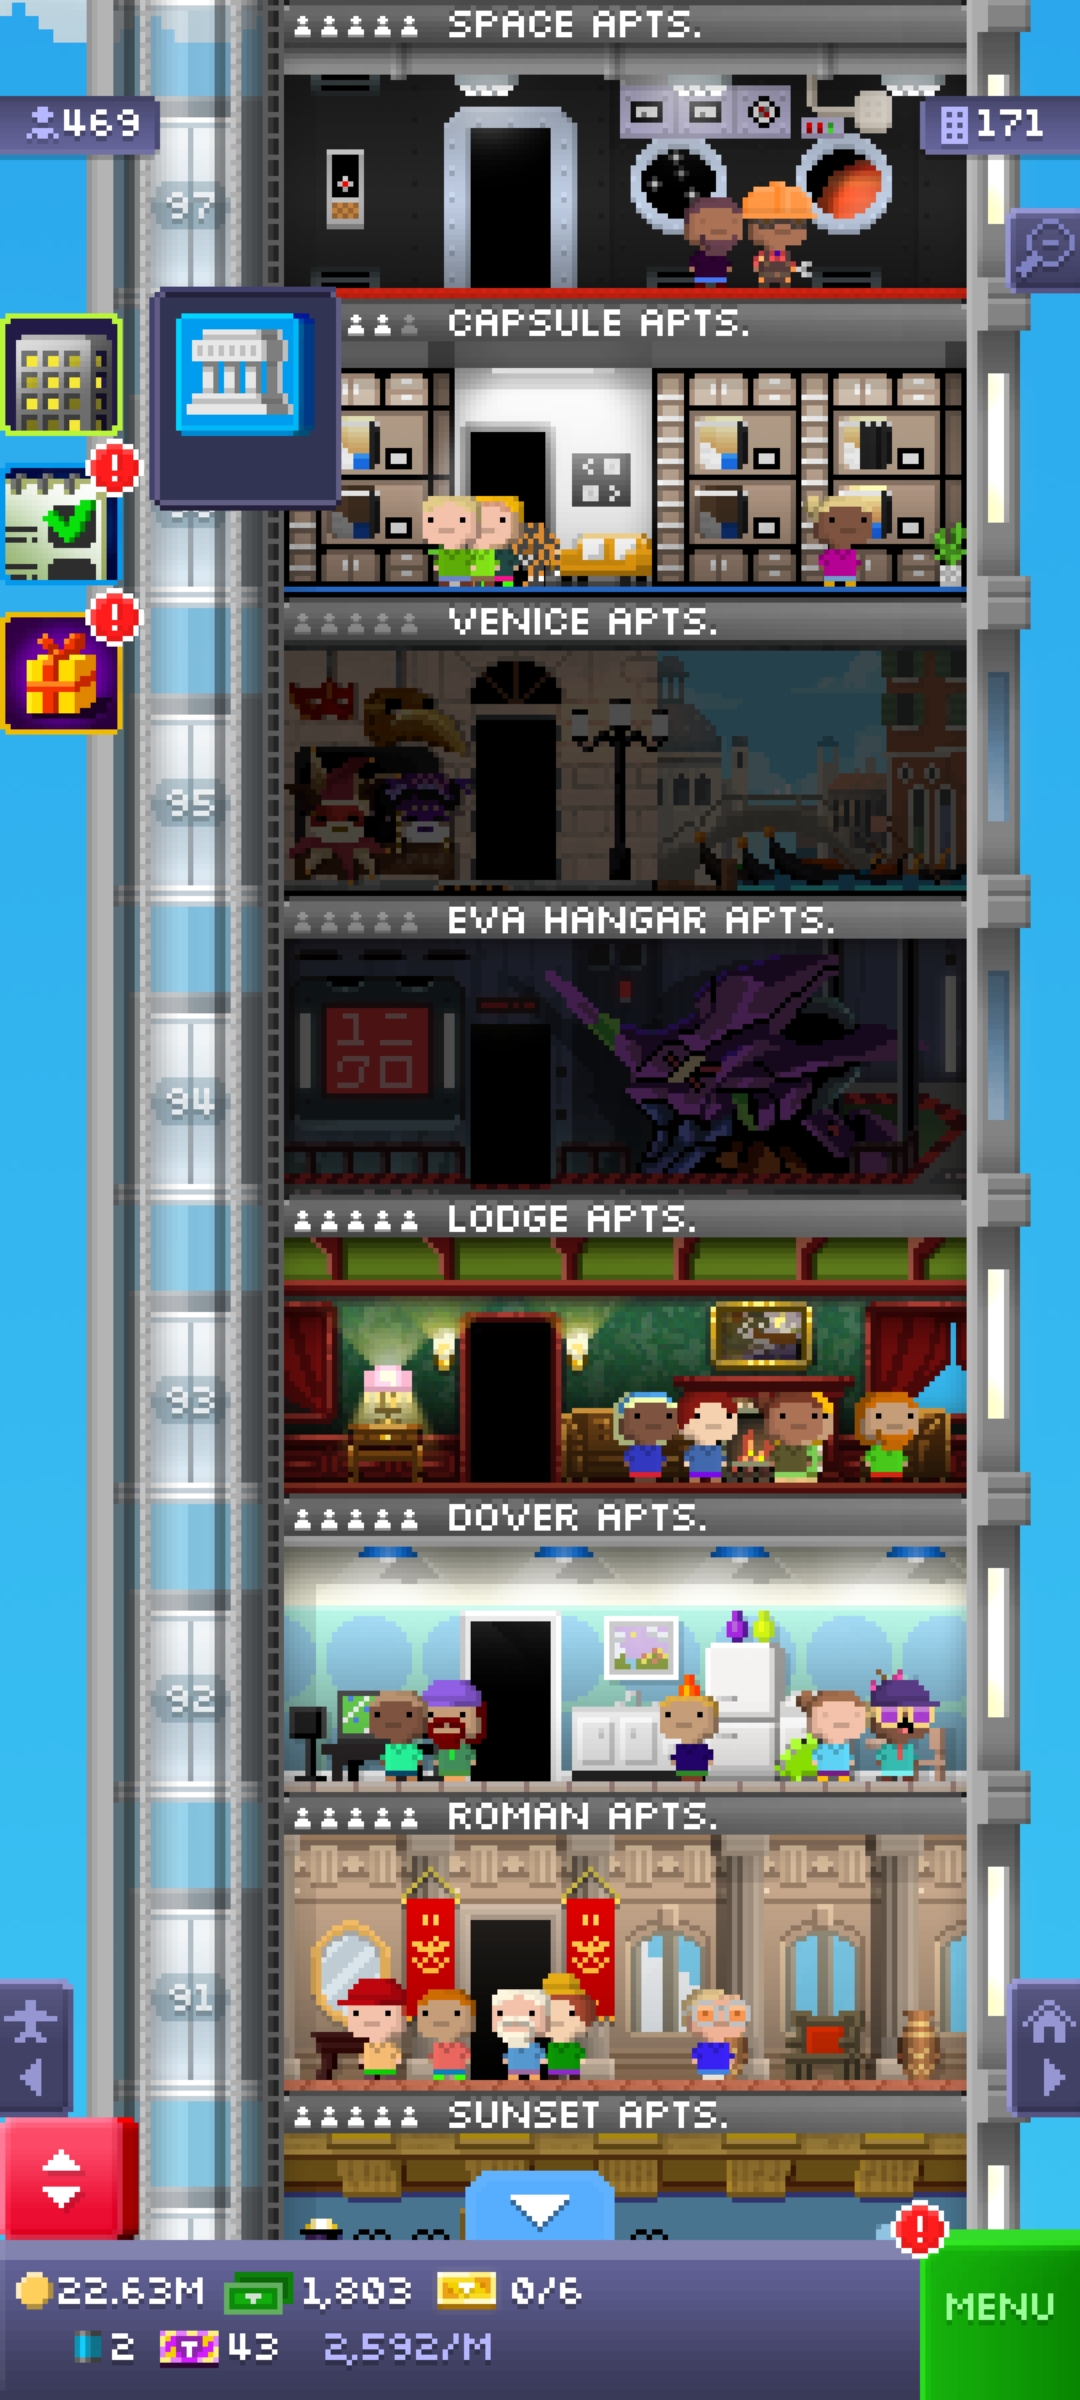 SPACE APTS.
469
171
97
CAPSULE APTS.
VENICE APTS.
95
EVA HANGAR APTS.
94
LODGE APTS.
93
DOVER APTS.
92
ROMAN APTS.
91
SUNSET APTS.
22.63M 1,803 0/6
2 43 2,592/M
MENU